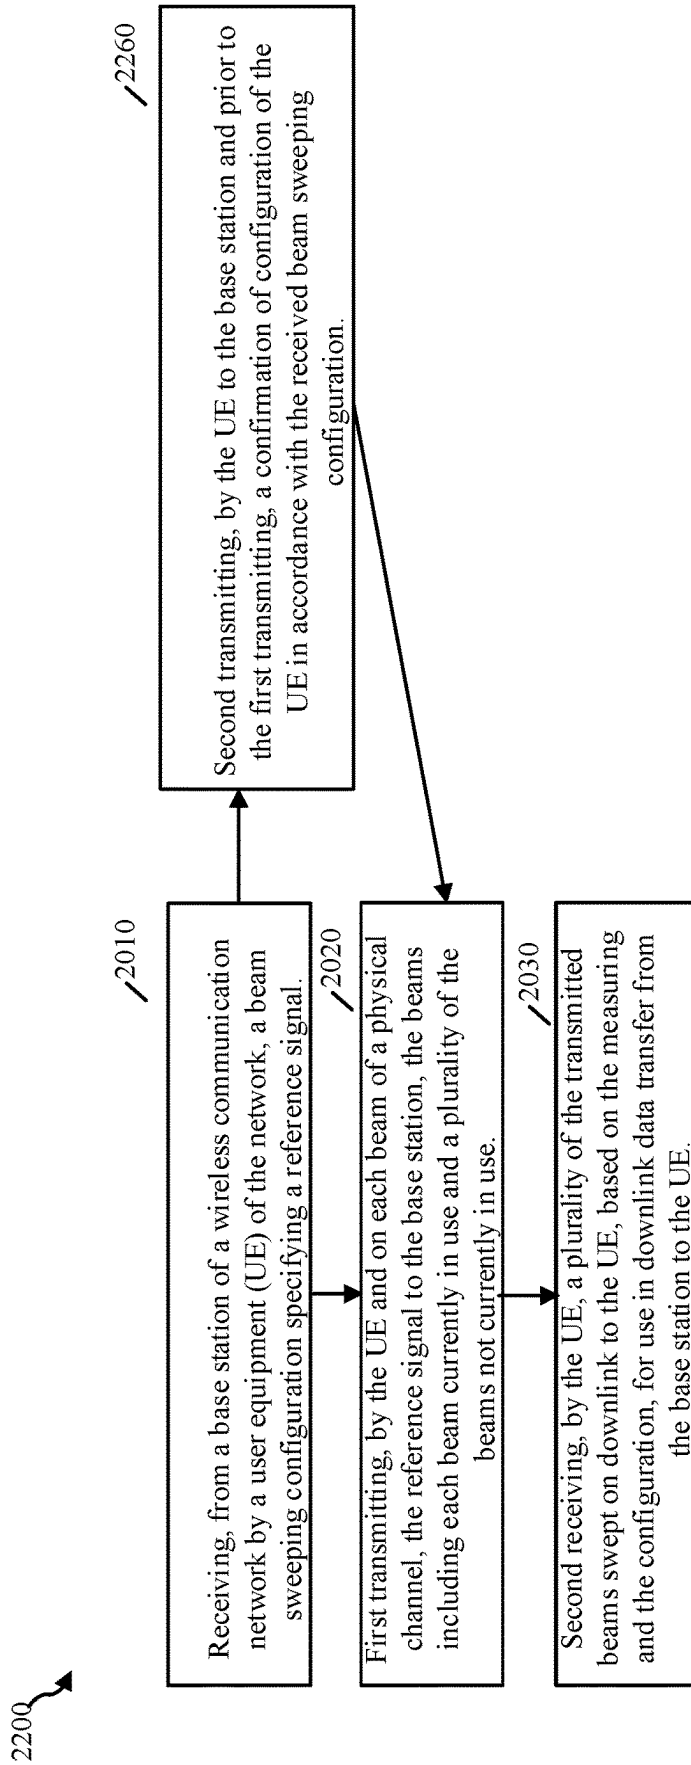 2200
2010
Receiving, from a base station of a wireless communication
network by a user equipment (UE) of the network, a beam
sweeping configuration specifying a reference signal.
2260
Second transmitting, by the UE to the base station and prior to
the first transmitting, a confirmation of configuration of the
UE in accordance with the received beam sweeping
configuration.
2020
First transmitting, by the UE and on each beam of a physical
channel, the reference signal to the base station, the beams
including each beam currently in use and a plurality of the
beams not currently in use.
2030
Second receiving, by the UE, a plurality of the transmitted
beams swept on downlink to the UE, based on the measuring
and the configuration, for use in downlink data transfer from
the base station to the UE.